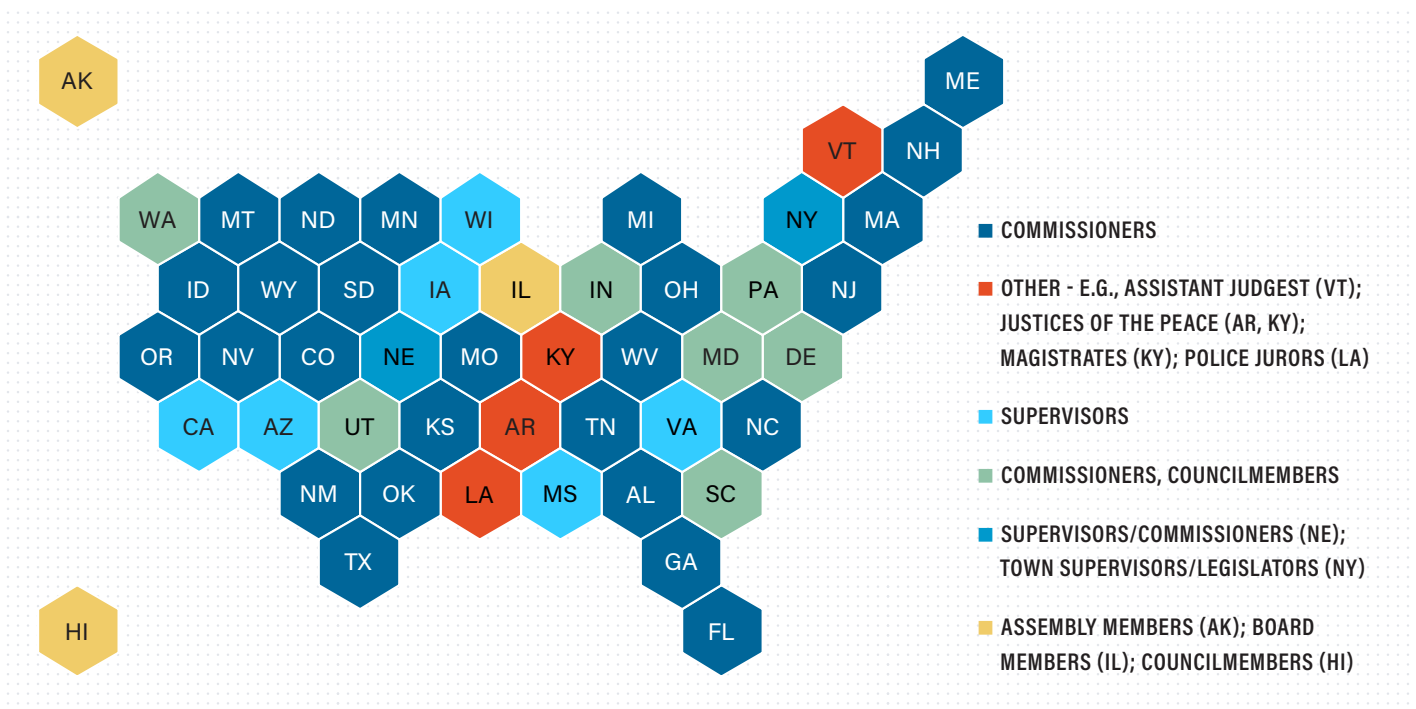 AK
ME
VT NH
WA MT ND MN WI MI NY MA
ID WY SD IA IL IN OH PA NJ
OR NV CO NE MO KY WV MD DE
CA AZ UT KS AR TN VA NC
NM OK LA MS AL SC
TX GA
HI FL
COMMISSIONERS
OTHER - E.G., ASSISTANT JUDGEST (VT);
JUSTICES OF THE PEACE (AR, KY);
MAGISTRATES (KY); POLICE JURORS (LA)
SUPERVISORS
COMMISSIONERS, COUNCILMEMBERS
SUPERVISORS/COMMISSIONERS (NE);
TOWN SUPERVISORS/LEGISLATORS (NY)
ASSEMBLY MEMBERS (AK); BOARD
MEMBERS (IL); COUNCILMEMBERS (HI)